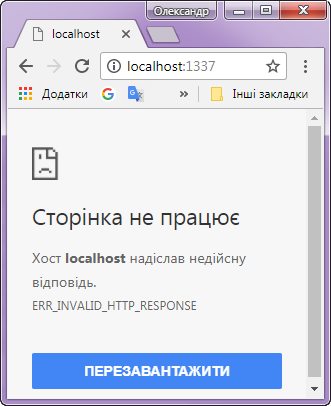 Олександр
localhost
localhost:1337
Додатки
»
Інші закладки
Сторінка не працює
Хост localhost надіслав недійсну
відповідь.
ERR_INVALID_HTTP_RESPONSE
ПЕРЕЗАВАНТАЖИТИ